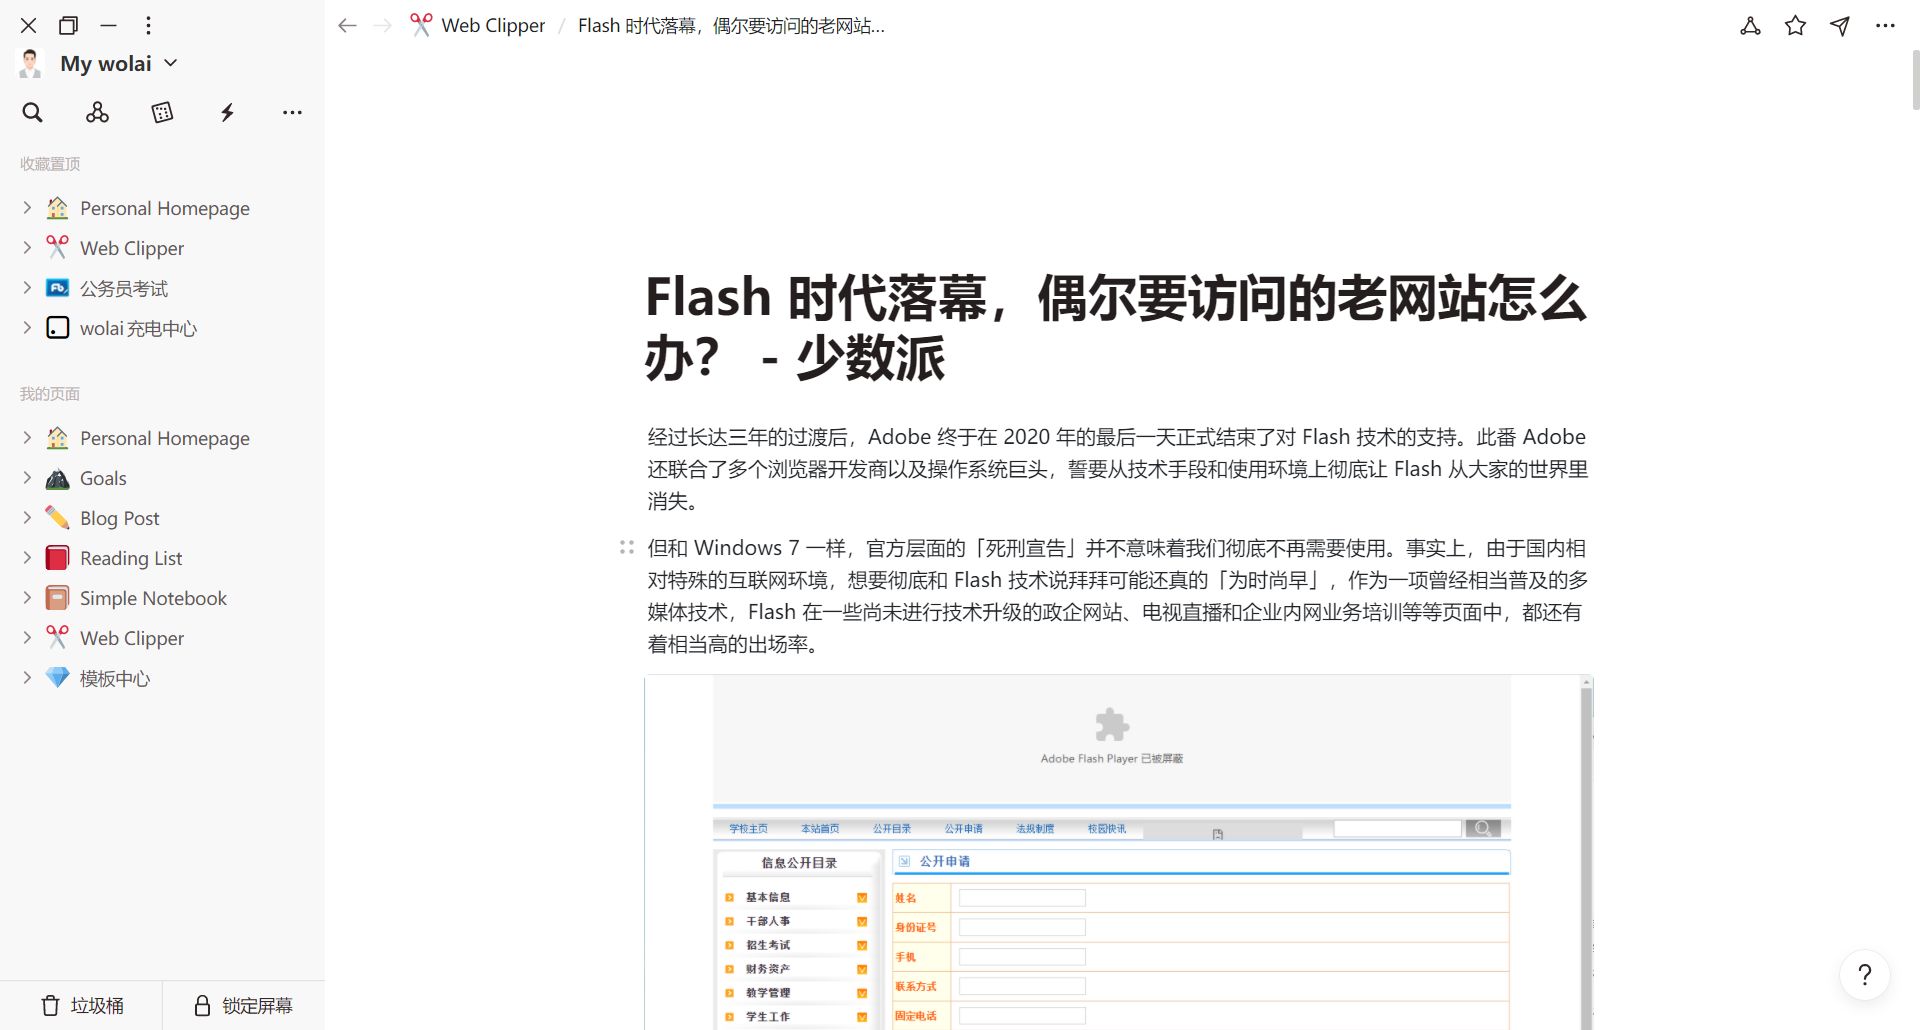 My wolai
收藏置顶
Personal Homepage
Web Clipper
公务员考试
wolai 充电中心
我的页面
Personal Homepage
Goals
Blog Post
Reading List
Simple Notebook
Web Clipper
模板中心
垃圾桶
锁定屏幕
Web Clipper / Flash 时代落幕，偶尔要访问的老网站...
Flash 时代落幕，偶尔要访问的老网站怎么
办？ - 少数派
经过长达三年的过渡后，Adobe 终于在 2020 年的最后一天正式结束了对 Flash 技术的支持。此番 Adobe
还联合了多个浏览器开发商以及操作系统巨头，誓要从技术手段和使用环境上彻底让 Flash 从大家的世界里
消失。
但和 Windows 7 一样，官方层面的「死刑宣告」并不意味着我们彻底不再需要使用。事实上，由于国内相
对特殊的互联网环境，想要彻底和 Flash 技术说拜拜可能还真的「为时尚早」，作为一项曾经相当普及的多
媒体技术，Flash 在一些尚未进行技术升级的政企网站、电视直播和企业内网业务培训等等页面中，都还有
着相当高的出场率。
Adobe Flash Player 已被屏蔽
学校主页 本站首页 公开目录 公开申请 法规制度 校园快讯
信息公开目录
基本信息
干部人事
招生考试
财务资产
教学管理
学生工作
公开申请
姓名
身份证号
手机
联系方式
固定电话
?